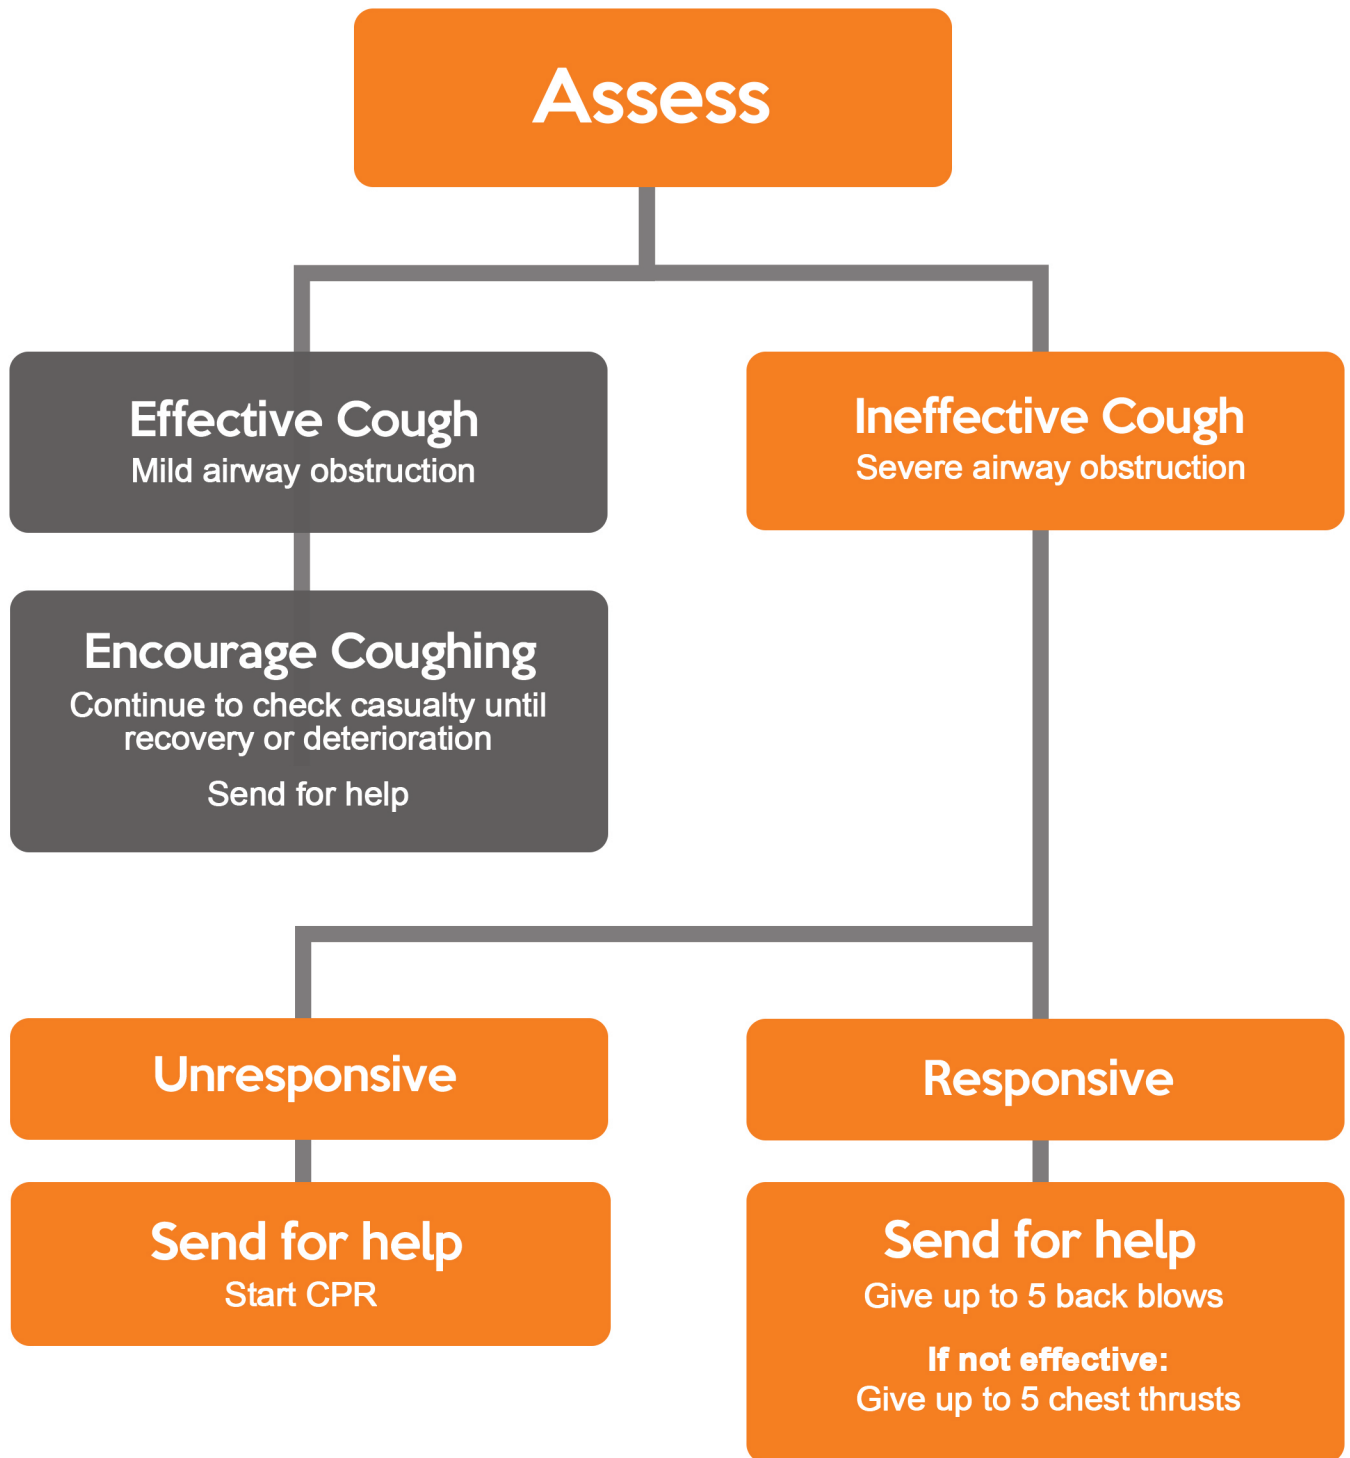 Assess
Effective Cough
Mild airway obstruction
Ineffective Cough
Severe airway obstruction
Encourage Coughing
Continue to check casualty until
recovery or deterioration
Send for help
Unresponsive
Responsive
Send for help
Start CPR
Send for help
Give up to 5 back blows
If not effective:
Give up to 5 chest thrusts